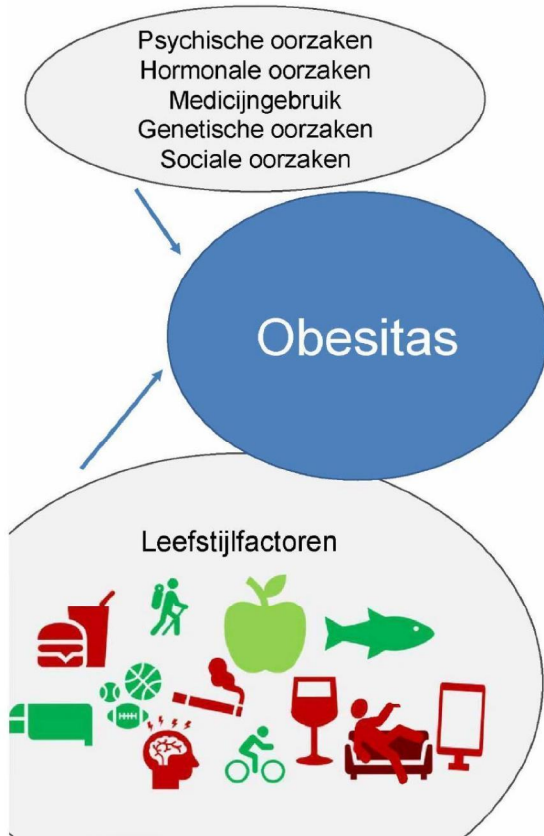 Psychische oorzaken
Hormonale oorzaken
Medicijngebruik
Genetische oorzaken
Sociale oorzaken
Obesitas
Leefstijlfactoren